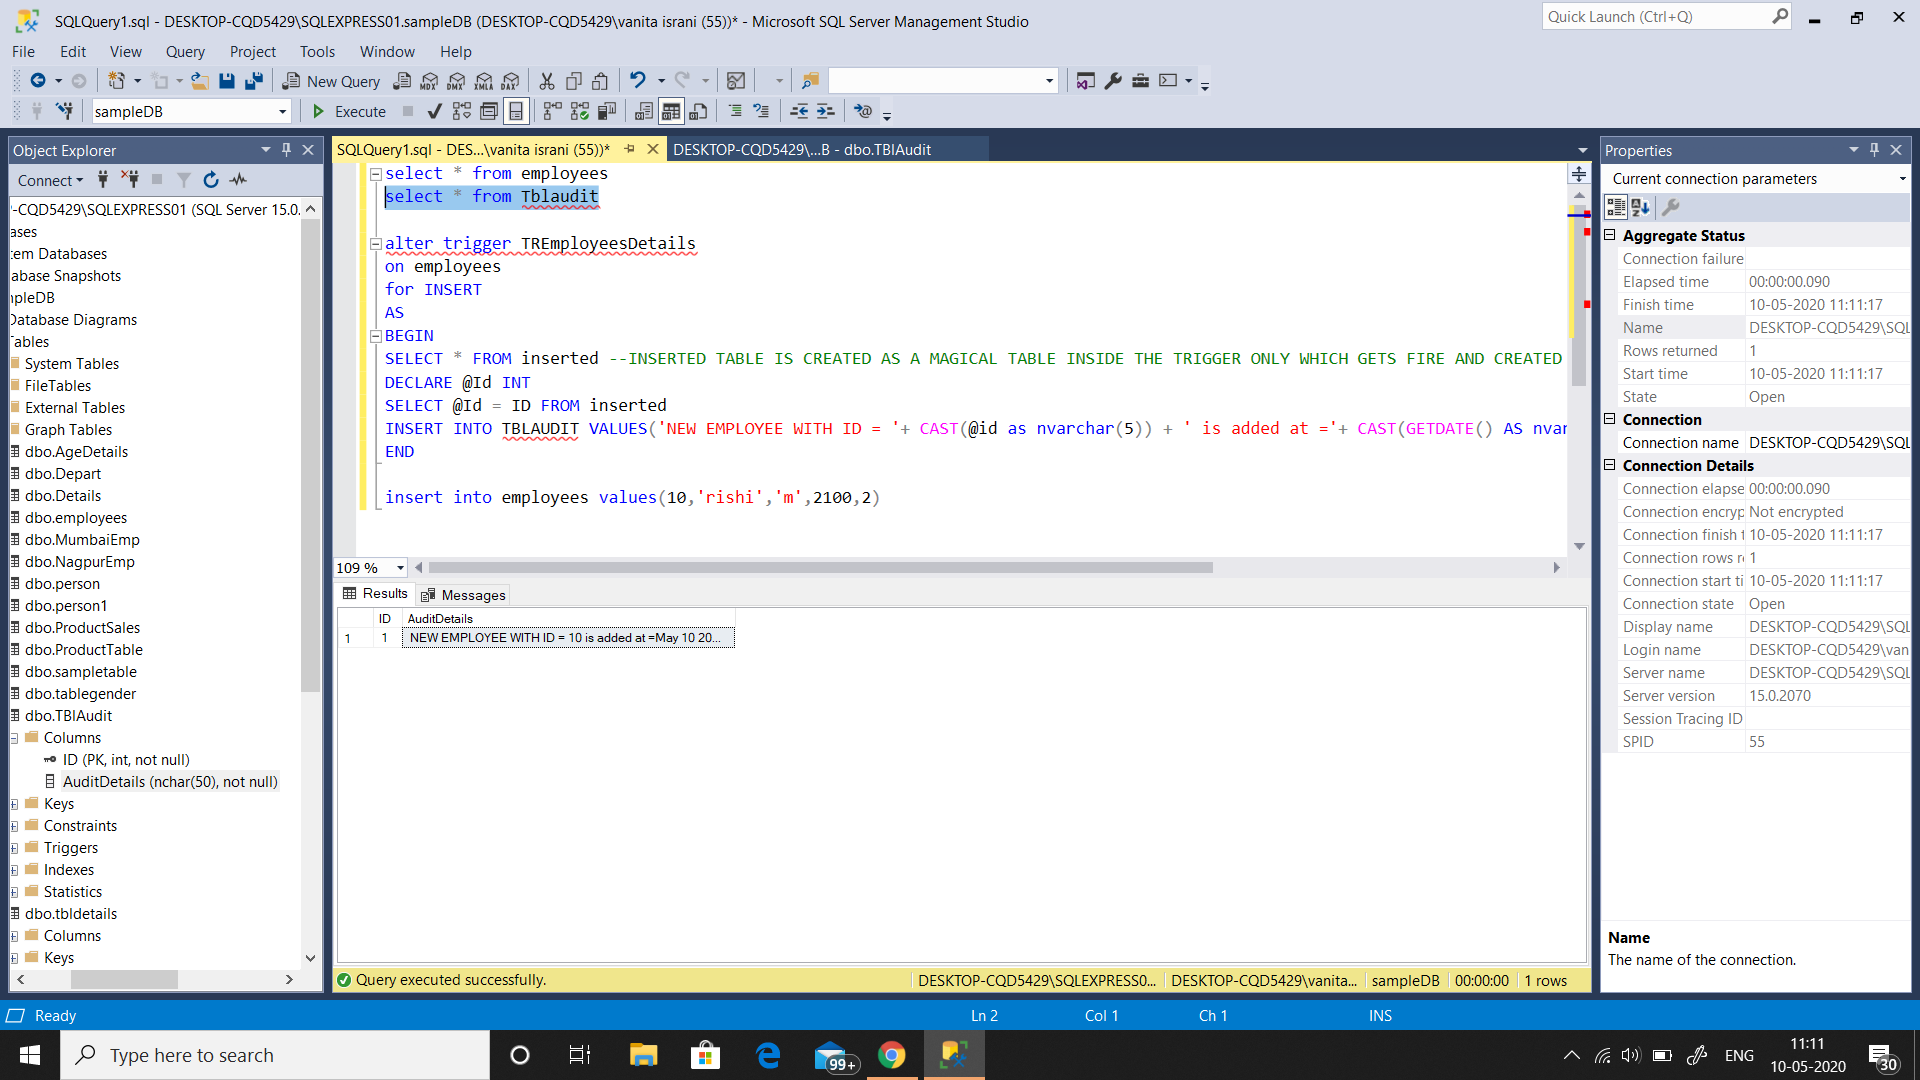 SQLQuery1.sql - DESKTOP-CQD5429\SQLEXPRESS01.sampleDB (DESKTOP-CQD5429\vanita israni (55))* - Microsoft SQL Server Management Studio
Quick Launch (Ctrl+Q)
File Edit View Query Project Tools Window Help
New Query MDX DMX XMLA DAX
sampleDB Execute
Object Explorer
Connect
-CQD5429\SQLEXPRESS01 (SQL Server 15.0.
ases
tem Databases
abase Snapshots
pleDB
Database Diagrams
ables
System Tables
FileTables
External Tables
Graph Tables
dbo.AgeDetails
dbo.Depart
dbo.Details
dbo.employees
dbo.MumbaiEmp
dbo.NagpurEmp
dbo.person
dbo.person1
dbo.ProductSales
dbo.ProductTable
dbo.sampletable
dbo.tablegender
dbo.TBlAudit
Columns
ID (PK, int, not null)
AuditDetails (nchar(50), not null)
Keys
Constraints
Triggers
Indexes
Statistics
dbo.tbldetails
Columns
Keys
SQLQuery1.sql - DES...\vanita israni (55))* DESKTOP-CQD5429\...B - dbo.TBlAudit
select * from employees
select * from Tblaudit
alter trigger TREmployeesDetails
on employees
for INSERT
AS
BEGIN
SELECT * FROM inserted --INSERTED TABLE IS CREATED AS A MAGICAL TABLE INSIDE THE TRIGGER ONLY WHICH GETS FIRE AND CREATED
DECLARE @Id INT
SELECT @Id = ID FROM inserted
INSERT INTO TBLAUDIT VALUES('NEW EMPLOYEE WITH ID = '+ CAST(@id as nvarchar(5)) + ' is added at ='+ CAST(GETDATE() AS nvar
END
insert into employees values(10,'rishi','m',2100,2)
109 %
Results Messages
ID AuditDetails
1 1 NEW EMPLOYEE WITH ID = 10 is added at =May 10 20...
Query executed successfully. DESKTOP-CQD5429\SQLEXPRESS0... DESKTOP-CQD5429\vanita... sampleDB 00:00:00 1 rows
Properties
Current connection parameters
Aggregate Status
Connection failure
Elapsed time 00:00:00.090
Finish time 10-05-2020 11:11:17
Name DESKTOP-CQD5429\SQL
Rows returned 1
Start time 10-05-2020 11:11:17
State Open
Connection
Connection name DESKTOP-CQD5429\SQL
Connection Details
Connection elapse 00:00:00.090
Connection encryp Not encrypted
Connection finish t 10-05-2020 11:11:17
Connection rows r 1
Connection start ti 10-05-2020 11:11:17
Connection state Open
Display name DESKTOP-CQD5429\SQL
Login name DESKTOP-CQD5429\van
Server name DESKTOP-CQD5429\SQL
Server version 15.0.2070
Session Tracing ID
SPID 55
Name
The name of the connection.
Ready Ln 2 Col 1 Ch 1 INS
Type here to search
99+
ENG
11:11
10-05-2020
30